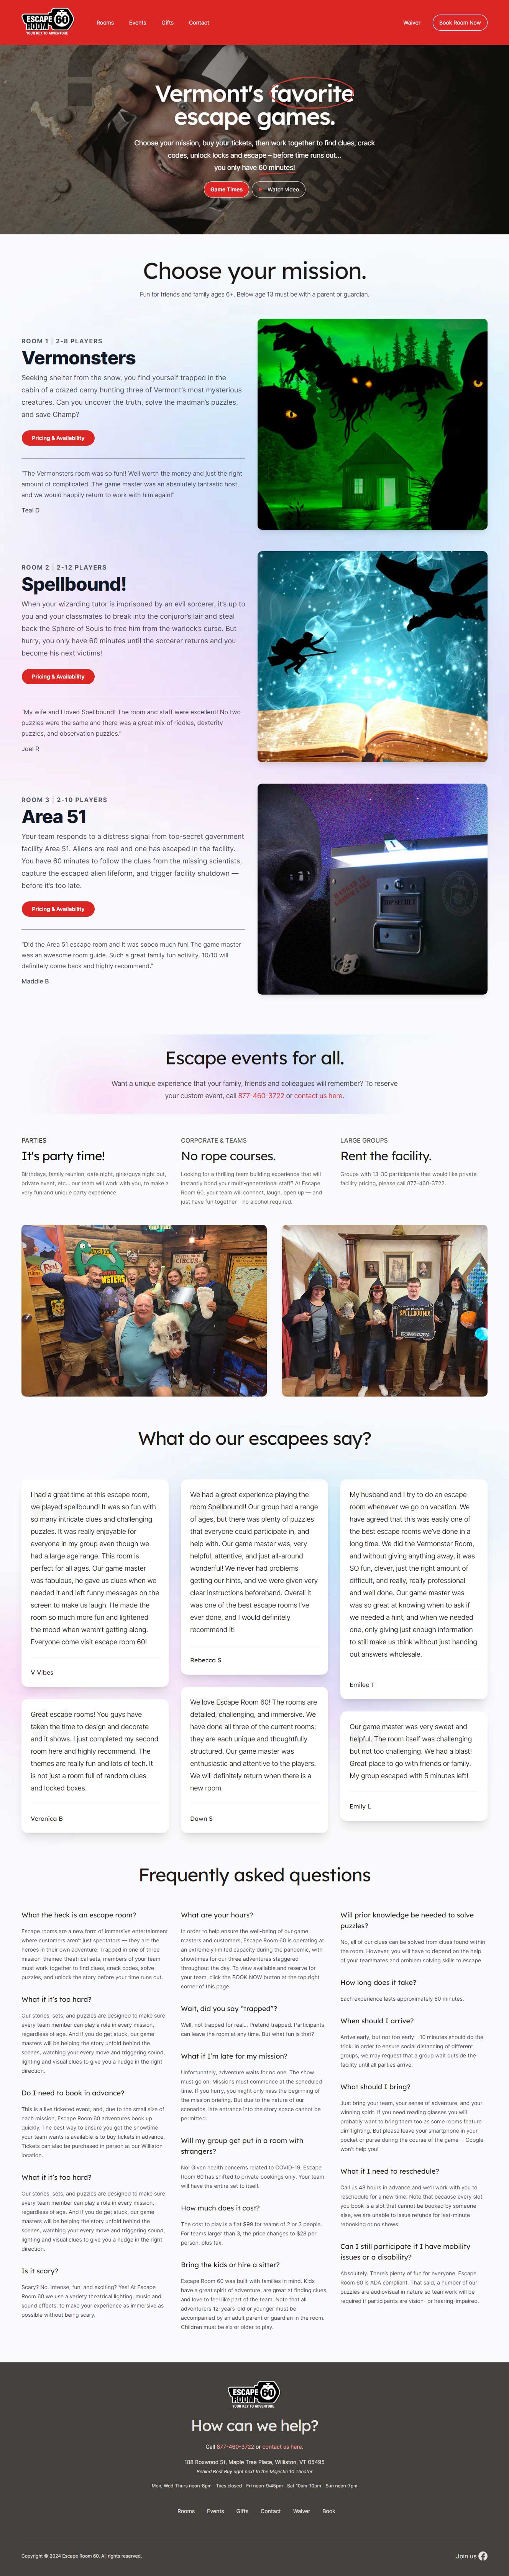 ESCAPE
ROOM 60
YOUR KEY TO ADVENTURE
Rooms Events Gifts Contact Waiver Book Room Now
Vermont's favorite
escape games.
Choose your mission, buy your tickets, then work together to find clues, crack
codes, unlock locks and escape – before time runs out...
you only have 60 minutes!
Game Times Watch video
Choose your mission.
Fun for friends and family ages 6+. Below age 13 must be with a parent or guardian.
ROOM 1 | 2-8 PLAYERS
Vermonsters
Seeking shelter from the snow, you find yourself trapped in the
cabin of a crazed carny hunting three of Vermont's most mysterious
creatures. Can you uncover the truth, solve the madman's puzzles,
and save Champ?
Pricing & Availability
"The Vermonsters room was so fun!! Well worth the money and just the right
amount of complicated. The game master was an absolutely fantastic host,
and we would happily return to work with him again!"
Teal D
ROOM 2 | 2-12 PLAYERS
Spellbound!
When your wizarding tutor is imprisoned by an evil sorcerer, it's up to
you and your classmates to break into the conjuror's lair and steal
back the Sphere of Souls to free him from the warlock's curse. But
hurry, you only have 60 minutes until the sorcerer returns and you
become his next victims!
Pricing & Availability
"My wife and I loved Spellbound! The room and staff were excellent! No two
puzzles were the same and there was a great mix of riddles, dexterity
puzzles, and observation puzzles."
Joel R
ROOM 3 | 2-10 PLAYERS
Area 51
Your team responds to a distress signal from top-secret government
facility Area 51. Aliens are real and one has escaped in the facility.
You have 60 minutes to follow the clues from the missing scientists,
capture the escaped alien lifeform, and trigger facility shutdown —
before it's too late.
Pricing & Availability
"Did the Area 51 escape room and it was soooo much fun! The game master
was an awesome room guide. Such a great family fun activity. 10/10 will
definitely come back and highly recommend."
Maddie B
TOP SECRET
Escape events for all.
Want a unique experience that your family, friends and colleagues will remember? To reserve
your custom event, call 877-460-3722 or contact us here.
PARTIES
It's party time!
Birthdays, family reunion, date night, girls/guys night out,
private event, etc... our team will work with you, to make a
very fun and unique party experience.
CORPORATE & TEAMS
No rope courses.
Looking for a thrilling team building experience that will
instantly bond your multi-generational staff? At Escape
Room 60, your team will connect, laugh, open up — and
just have fun together – no alcohol required.
LARGE GROUPS
Rent the facility.
Groups with 13-30 participants that would like private
facility pricing, please call 877-460-3722.
CIRCUS
SPELLBOUND!
What do our escapees say?
I had a great time at this escape room,
we played spellbound! It was so fun with
so many intricate clues and challenging
puzzles. It was really enjoyable for
everyone in my group even though we
had a large age range. This room is
perfect for all ages. Our game master
was fabulous, he gave us clues when we
needed it and left funny messages on the
screen to make us laugh. He made the
room so much more fun and lightened
the mood when weren't getting along.
Everyone come visit escape room 60!
V Vibes
Great escape rooms! You guys have
taken the time to design and decorate
and it shows. I just completed my second
room here and highly recommend. The
themes are really fun and lots of tech. It
is not just a room full of random clues
and locked boxes.
Veronica B
We had a great experience playing the
room Spellbound!! Our group had a range
of ages, but there was plenty of puzzles
that everyone could participate in, and
help with. Our game master was, very
helpful, attentive, and just all-around
wonderful! We never had problems
getting our hints, and we were given very
clear instructions beforehand. Overall it
was one of the best escape rooms I've
ever done, and I would definitely
recommend it!
Rebecca S
We love Escape Room 60! The rooms are
detailed, challenging, and immersive. We
have done all three of the current rooms;
they are each unique and thoughtfully
structured. Our game master was
enthusiastic and attentive to the players.
We will definitely return when there is a
new room.
Dawn S
My husband and I try to do an escape
room whenever we go on vacation. We
have agreed that this was easily one of
the best escape rooms we've done in a
long time. We did the Vermonster Room,
and without giving anything away, it was
SO fun, clever, just the right amount of
difficult, and really, really professional
and well done. Our game master was
was so great at knowing when to ask if
we needed a hint, and when we needed
one, only giving just enough information
to still make us think without just handing
out answers wholesale.
Emilee T
Our game master was very sweet and
helpful. The room itself was challenging
but not too challenging. We had a blast!
Great place to go with friends or family.
My group escaped with 5 minutes left!
Emily L
Frequently asked questions
What the heck is an escape room?
Escape rooms are a new form of immersive entertainment
where customers aren't just spectators — they are the
heroes in their own adventure. Trapped in one of three
mission-themed theatrical sets, members of your team
must work together to find clues, crack codes, solve
puzzles, and unlock the story before your time runs out.
What if it's too hard?
Our stories, sets, and puzzles are designed to make sure
every team member can play a role in every mission,
regardless of age. And if you do get stuck, our game
masters will be helping the story unfold behind the
scenes, watching your every move and triggering sound,
lighting and visual clues to give you a nudge in the right
direction.
Do I need to book in advance?
This is a live ticketed event, and, due to the small size of
each mission, Escape Room 60 adventures book up
quickly. The best way to ensure you get the showtime
your team wants is available is to buy tickets in advance.
Tickets can also be purchased in person at our Williston
location.
What if it's too hard?
Our stories, sets, and puzzles are designed to make sure
every team member can play a role in every mission,
regardless of age. And if you do get stuck, our game
masters will be helping the story unfold behind the
scenes, watching your every move and triggering sound,
lighting and visual clues to give you a nudge in the right
direction.
Is it scary?
Scary? No. Intense, fun, and exciting? Yes! At Escape
Room 60 we use a variety theatrical lighting, music and
sound effects, to make your experience as immersive as
possible without being scary.
What are your hours?
In order to help ensure the well-being of our game
masters and customers, Escape Room 60 is operating at
an extremely limited capacity during the pandemic, with
showtimes for our three adventures staggered
throughout the day. To view available and reserve for
your team, click the BOOK NOW button at the top right
corner of this page.
Wait, did you say "trapped"?
Well, not trapped for real... Pretend trapped. Participants
can leave the room at any time. But what fun is that?
What if I'm late for my mission?
Unfortunately, adventure waits for no one. The show
must go on. Missions must commence at the scheduled
time. If you hurry, you might only miss the beginning of
the mission briefing. But due to the nature of our
scenarios, late entrance into the story space cannot be
permitted.
Will my group get put in a room with
strangers?
No! Given health concerns related to COVID-19, Escape
Room 60 has shifted to private bookings only. Your team
will have the entire set to itself.
How much does it cost?
The cost to play is a flat $99 for teams of 2 or 3 people.
For teams larger than 3, the price changes to $28 per
person, plus tax.
Bring the kids or hire a sitter?
Escape Room 60 was built with families in mind. Kids
have a great spirit of adventure, are great at finding clues,
and love to feel like part of the team. Note that all
adventurers 12-years-old or younger must be
accompanied by an adult parent or guardian in the room.
Children must be six or older to play.
Will prior knowledge be needed to solve
puzzles?
No, all of our clues can be solved from clues found within
the room. However, you will have to depend on the help
of your teammates and problem solving skills to escape.
How long does it take?
Each experience lasts approximately 60 minutes.
When should I arrive?
Arrive early, but not too early – 10 minutes should do the
trick. In order to ensure social distancing of different
groups, we may request that a group wait outside the
facility until all parties arrive.
What should I bring?
Just bring your team, your sense of adventure, and your
winning spirit. If you need reading glasses you will
probably want to bring them too as some rooms feature
dim lighting. But please leave your smartphone in your
pocket or purse during the course of the game— Google
won't help you!
What if I need to reschedule?
Call us 48 hours in advance and we'll work with you to
reschedule for a new time. Note that because every slot
you book is a slot that cannot be booked by someone
else, we are unable to issue refunds for last-minute
rebooking or no shows.
Can I still participate if I have mobility
issues or a disability?
Absolutely. There's plenty of fun for everyone. Escape
Room 60 is ADA compliant. That said, a number of our
puzzles are audiovisual in nature so teamwork will be
required if participants are vision- or hearing-impaired.
ESCAPE
ROOM 60
YOUR KEY TO ADVENTURE
How can we help?
Call 877-460-3722 or contact us here.
188 Boxwood St, Maple Tree Place, Williston, VT 05495
Behind Best Buy right next to the Majestic 10 Theater
Mon, Wed-Thurs noon-8pm Tues closed Fri noon-9:45pm Sat 10am-10pm Sun noon-7pm
Rooms Events Gifts Contact Waiver Book
Copyright © 2024 Escape Room 60. All rights reserved.
Join us